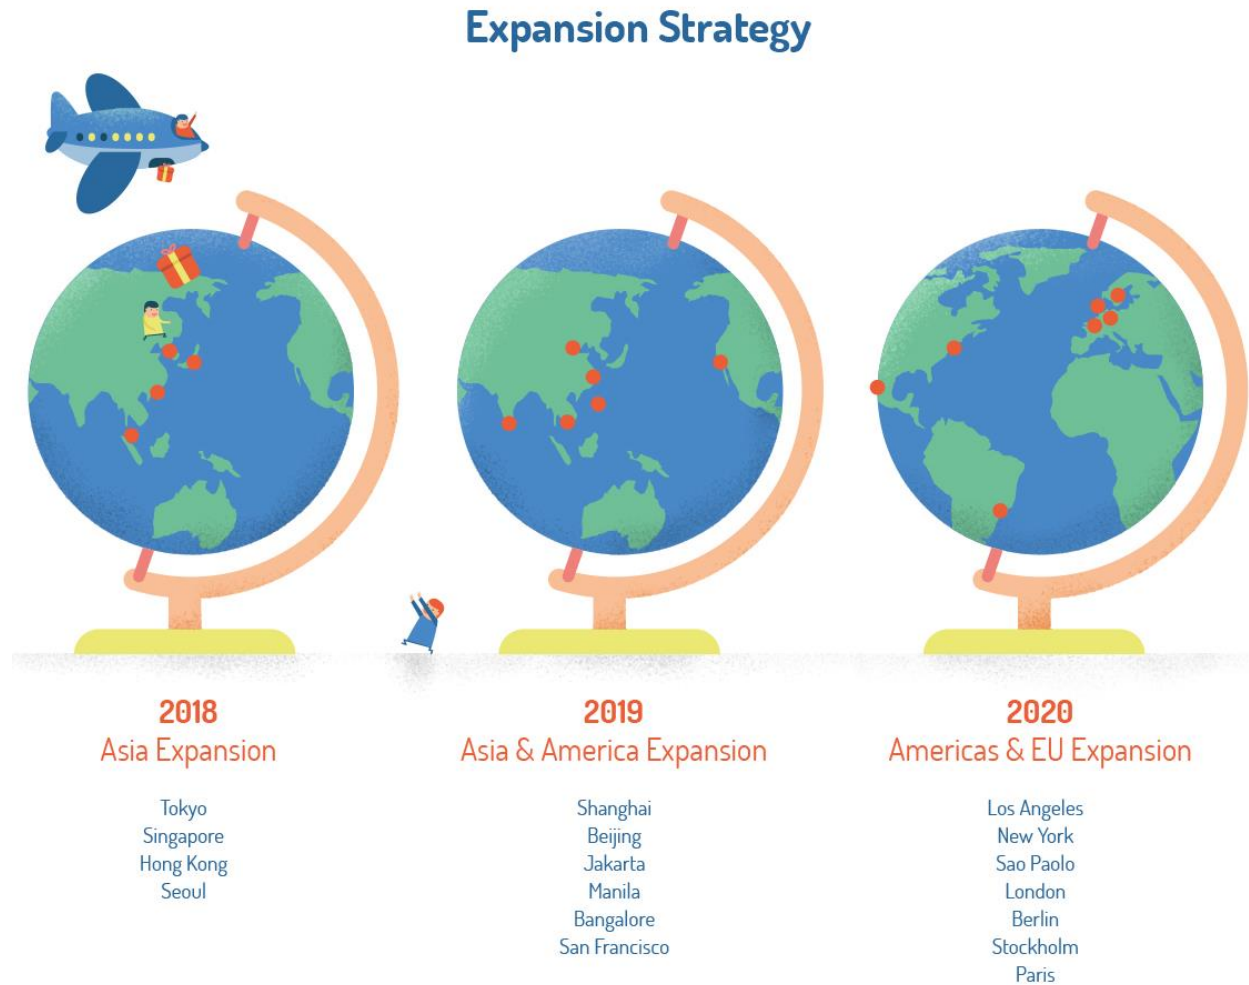 Expansion Strategy
2018
Asia Expansion
Tokyo
Singapore
Hong Kong
Seoul
2019
Asia & America Expansion
Shanghai
Beijing
Jakarta
Manila
Bangalore
San Francisco
2020
Americas & EU Expansion
Los Angeles
New York
Sao Paolo
London
Berlin
Stockholm
Paris